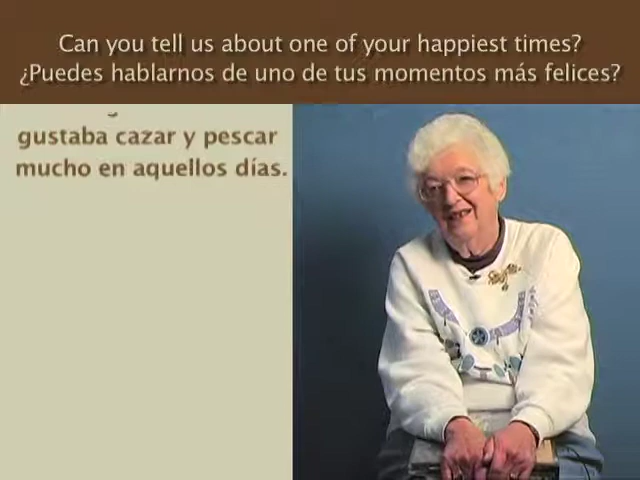 Can you tell us about one of your happiest times?
¿Puedes hablarnos de uno de tus momentos más felices?
gustaba cazar y pescar
mucho en aquellos días.